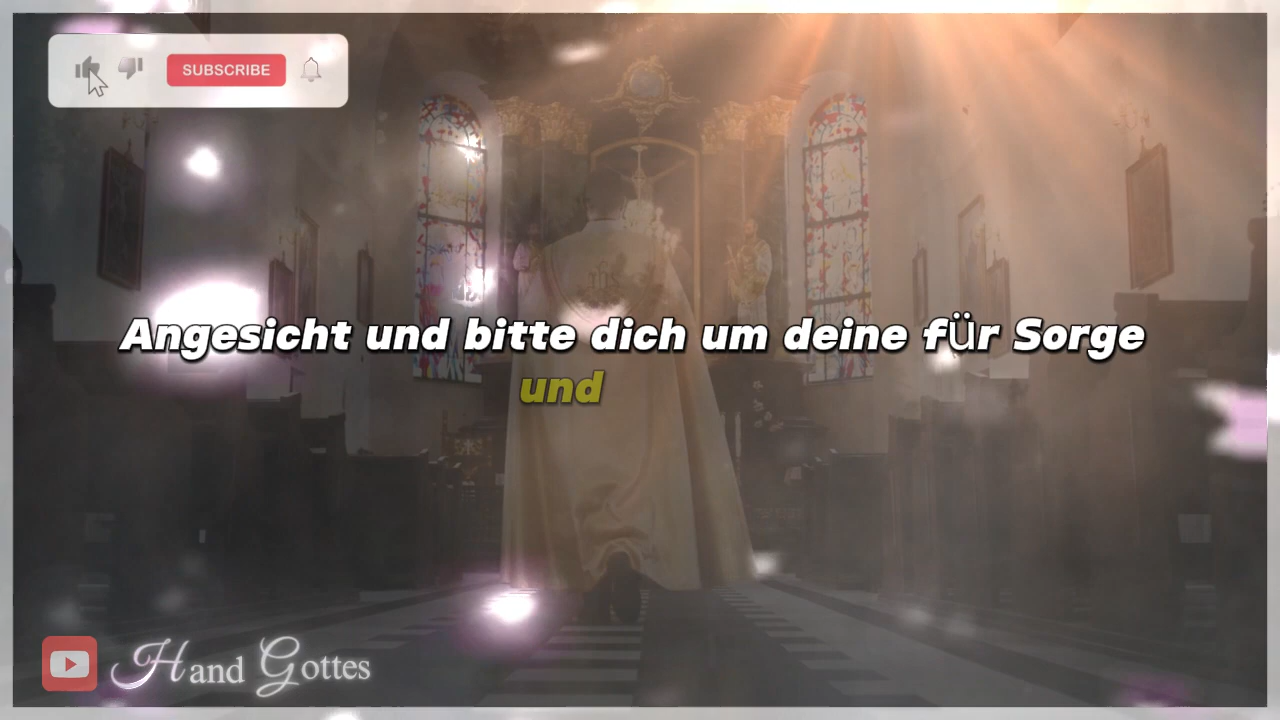 SUBSCRIBE
Angesicht und bitte dich um deine fÜr Sorge
und
Hand Gottes